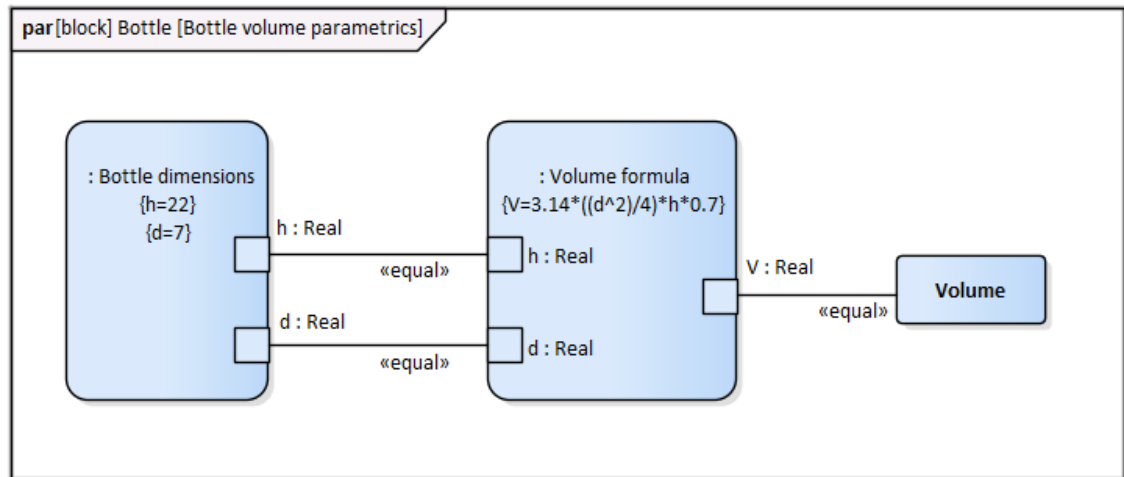 par[block] Bottle [Bottle volume parametrics]
: Bottle dimensions
{h=22}
{d=7}
h : Real
«equal»
d : Real
«equal»
: Volume formula
{V=3.14*((d^2)/4)*h*0.7}
h : Real
d : Real
V : Real
«equal»
Volume